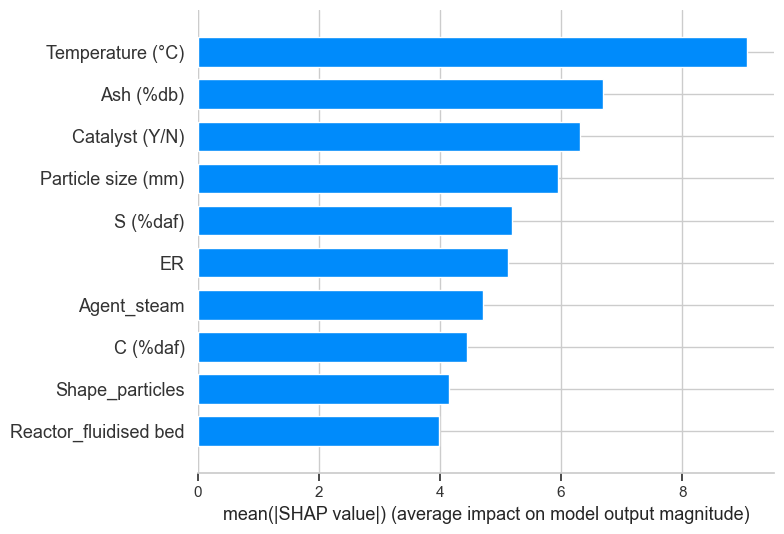 Temperature (°C)
Ash (%db)
Catalyst (Y/N)
Particle size (mm)
S (%daf)
ER
Agent_steam
C (%daf)
Shape_particles
Reactor_fluidised bed
0 2 4 6 8
mean(|SHAP value|) (average impact on model output magnitude)